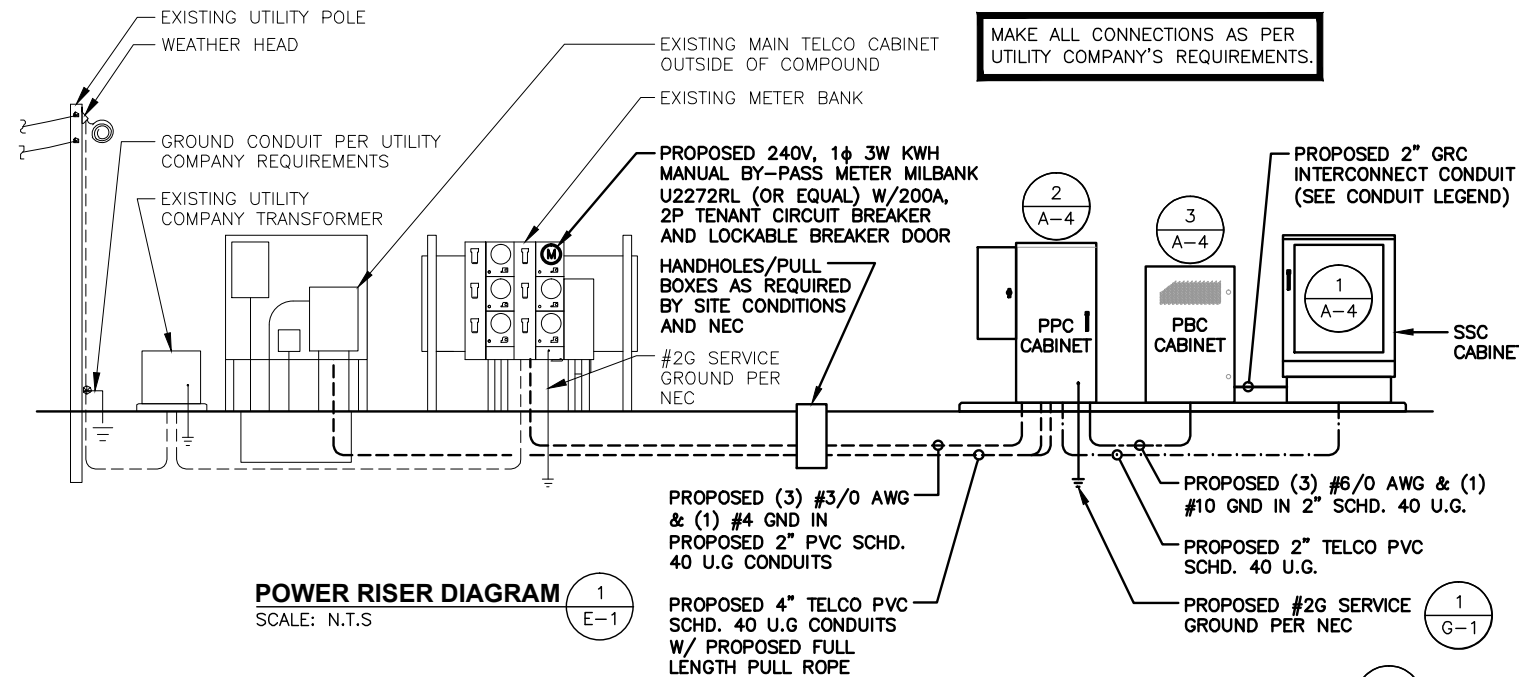 EXISTING UTILITY POLE
WEATHER HEAD
GROUND CONDUIT PER UTILITY
COMPANY REQUIREMENTS
EXISTING UTILITY
COMPANY TRANSFORMER
EXISTING MAIN TELCO CABINET
OUTSIDE OF COMPOUND
EXISTING METER BANK
PROPOSED 240V, 1ϕ 3W KWH
MANUAL BY-PASS METER MILBANK
U2272RL (OR EQUAL) W/200A,
2P TENANT CIRCUIT BREAKER
AND LOCKABLE BREAKER DOOR
HANDHOLES/PULL
BOXES AS REQUIRED
BY SITE CONDITIONS
AND NEC
#2G SERVICE
GROUND PER
NEC
M
MAKE ALL CONNECTIONS AS PER
UTILITY COMPANY'S REQUIREMENTS.
2
A-4
3
A-4
PROPOSED 2" GRC
INTERCONNECT CONDUIT
(SEE CONDUIT LEGEND)
1
A-4
PPC
CABINET
PBC
CABINET
SSC
CABINET
PROPOSED (3) #3/0 AWG
& (1) #4 GND IN
PROPOSED 2" PVC SCHD.
40 U.G CONDUITS
PROPOSED 4" TELCO PVC
SCHD. 40 U.G CONDUITS
W/ PROPOSED FULL
LENGTH PULL ROPE
PROPOSED (3) #6/0 AWG & (1)
#10 GND IN 2" SCHD. 40 U.G.
PROPOSED 2" TELCO PVC
SCHD. 40 U.G.
PROPOSED #2G SERVICE
GROUND PER NEC
1
G-1
POWER RISER DIAGRAM
SCALE: N.T.S
1
E-1